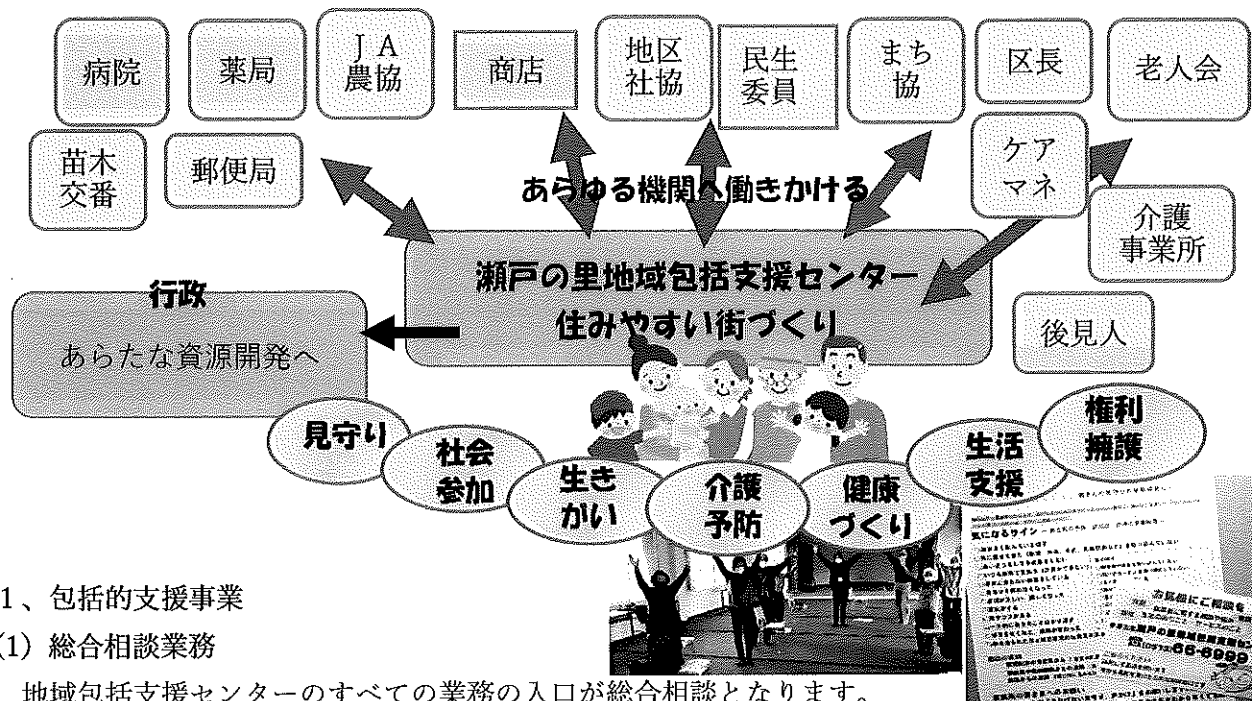 病院
薬局
ＪＡ
農協
商店
地区
社協
民生
委員
まち
協
区長
老人会
苗木
交番
郵便局
ケア
マネ
介護
事業所
後見人
あらゆる機関へ働きかける
瀬戸の里地域包括支援センター
住みやすい街づくり
行政
あらたな資源開発へ
見守り
社会
参加
生き
がい
介護
予防
健康
づくり
生活
支援
権利
擁護
気になるサイン
お気軽にご相談を
66-6999
１、包括的支援事業
(1) 総合相談業務
地域包括支援センターのすべての業務の入口が総合相談となります。